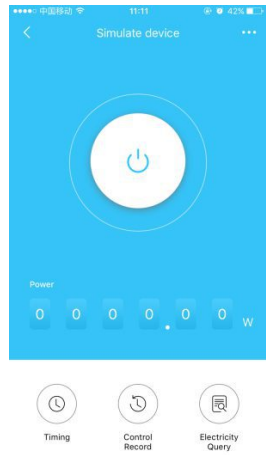 中国移动 11:11 42%
Simulate device
Power
0 0 0 0 . 0 0 W
Timing Control Record Electricity Query